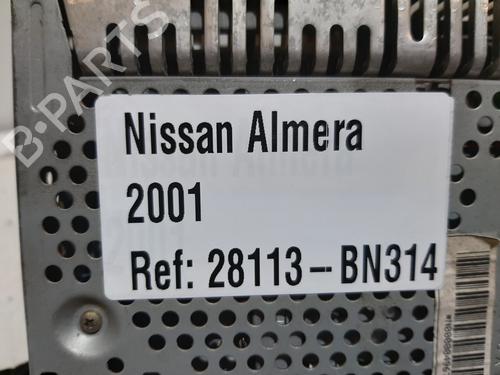 B-PARTS
Nissan Almera
2001
Ref: 28113--BN314